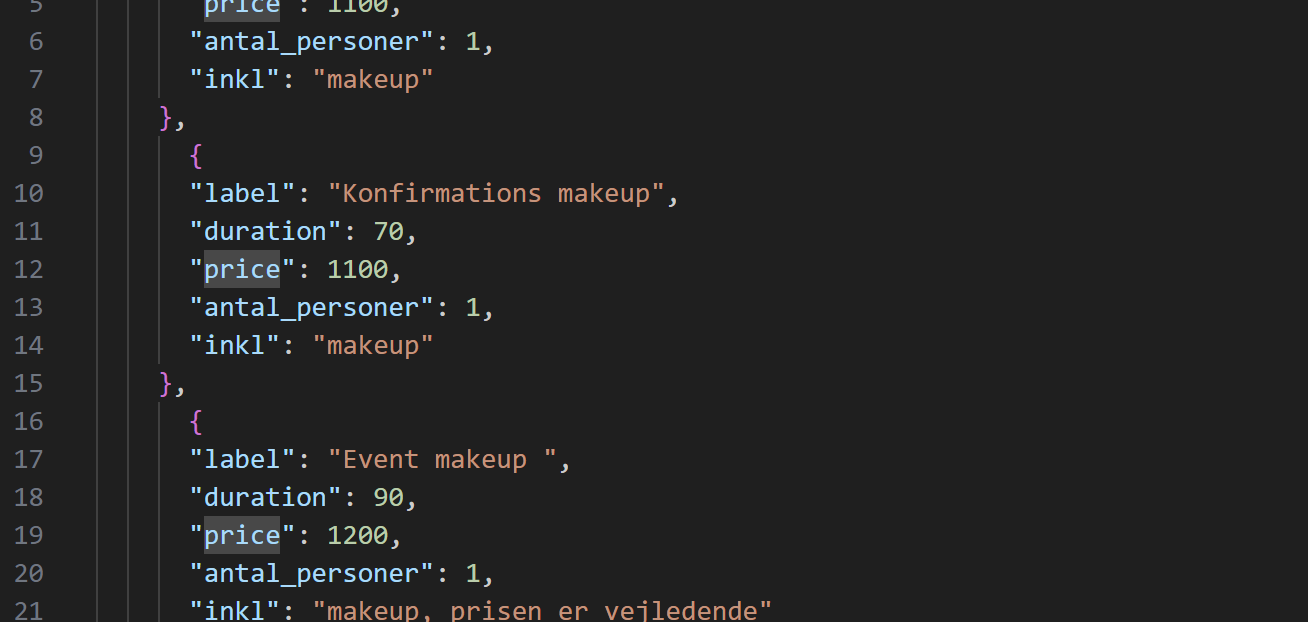 5 "price": 1100,
6 "antal_personer": 1,
7 "inkl": "makeup"
8 },
9 {
10 "label": "Konfirmations makeup",
11 "duration": 70,
12 "price": 1100,
13 "antal_personer": 1,
14 "inkl": "makeup"
15 },
16 {
17 "label": "Event makeup ",
18 "duration": 90,
19 "price": 1200,
20 "antal_personer": 1,
21 "inkl": "makeup, prisen er vejledende"